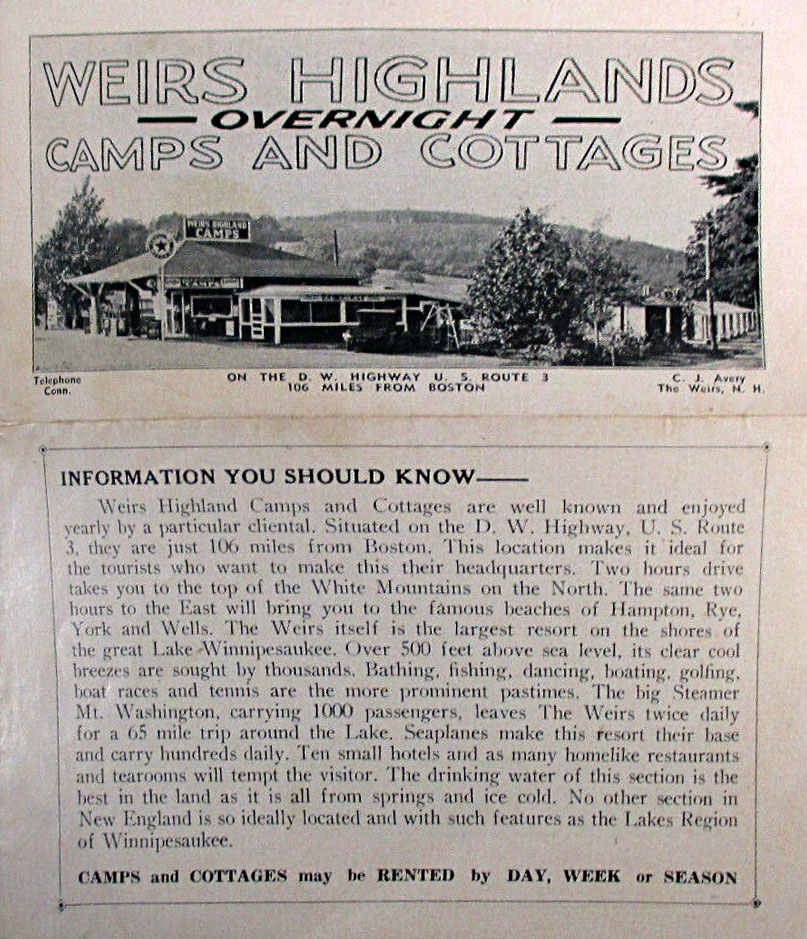 WEIRS HIGHLANDS
OVERNIGHT
CAMPS AND COTTAGES
WEIRS HIGHLAND
CAMPS
CAMPS
Telephone
Conn.
ON THE D. W. HIGHWAY U. S. ROUTE 3
106 MILES FROM BOSTON
C. J. Avery
The Weirs, N. H.
INFORMATION YOU SHOULD KNOW——
Weirs Highland Camps and Cottages are well known and enjoyed
yearly by a particular cliental. Situated on the D. W. Highway, U. S. Route
3, they are just 106 miles from Boston. This location makes it ideal for
the tourists who want to make this their headquarters. Two hours drive
takes you to the top of the White Mountains on the North. The same two
hours to the East will bring you to the famous beaches of Hampton, Rye,
York and Wells. The Weirs itself is the largest resort on the shores of
the great Lake Winnipesaukee. Over 500 feet above sea level, its clear cool
breezes are sought by thousands. Bathing, fishing, dancing, boating, golfing,
boat races and tennis are the more prominent pastimes. The big Steamer
Mt. Washington, carrying 1000 passengers, leaves The Weirs twice daily
for a 65 mile trip around the Lake. Seaplanes make this resort their base
and carry hundreds daily. Ten small hotels and as many homelike restaurants
and tearooms will tempt the visitor. The drinking water of this section is the
best in the land as it is all from springs and ice cold. No other section in
New England is so ideally located and with such features as the Lakes Region
of Winnipesaukee.
CAMPS and COTTAGES may be RENTED by DAY, WEEK or SEASON